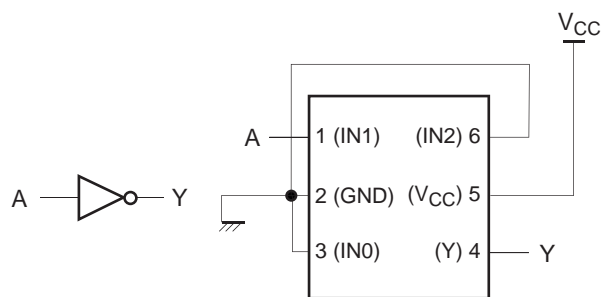 VCC
A 1 (IN1) (IN2) 6
A Y 2 (GND) (VCC) 5
3 (IN0) (Y) 4 Y